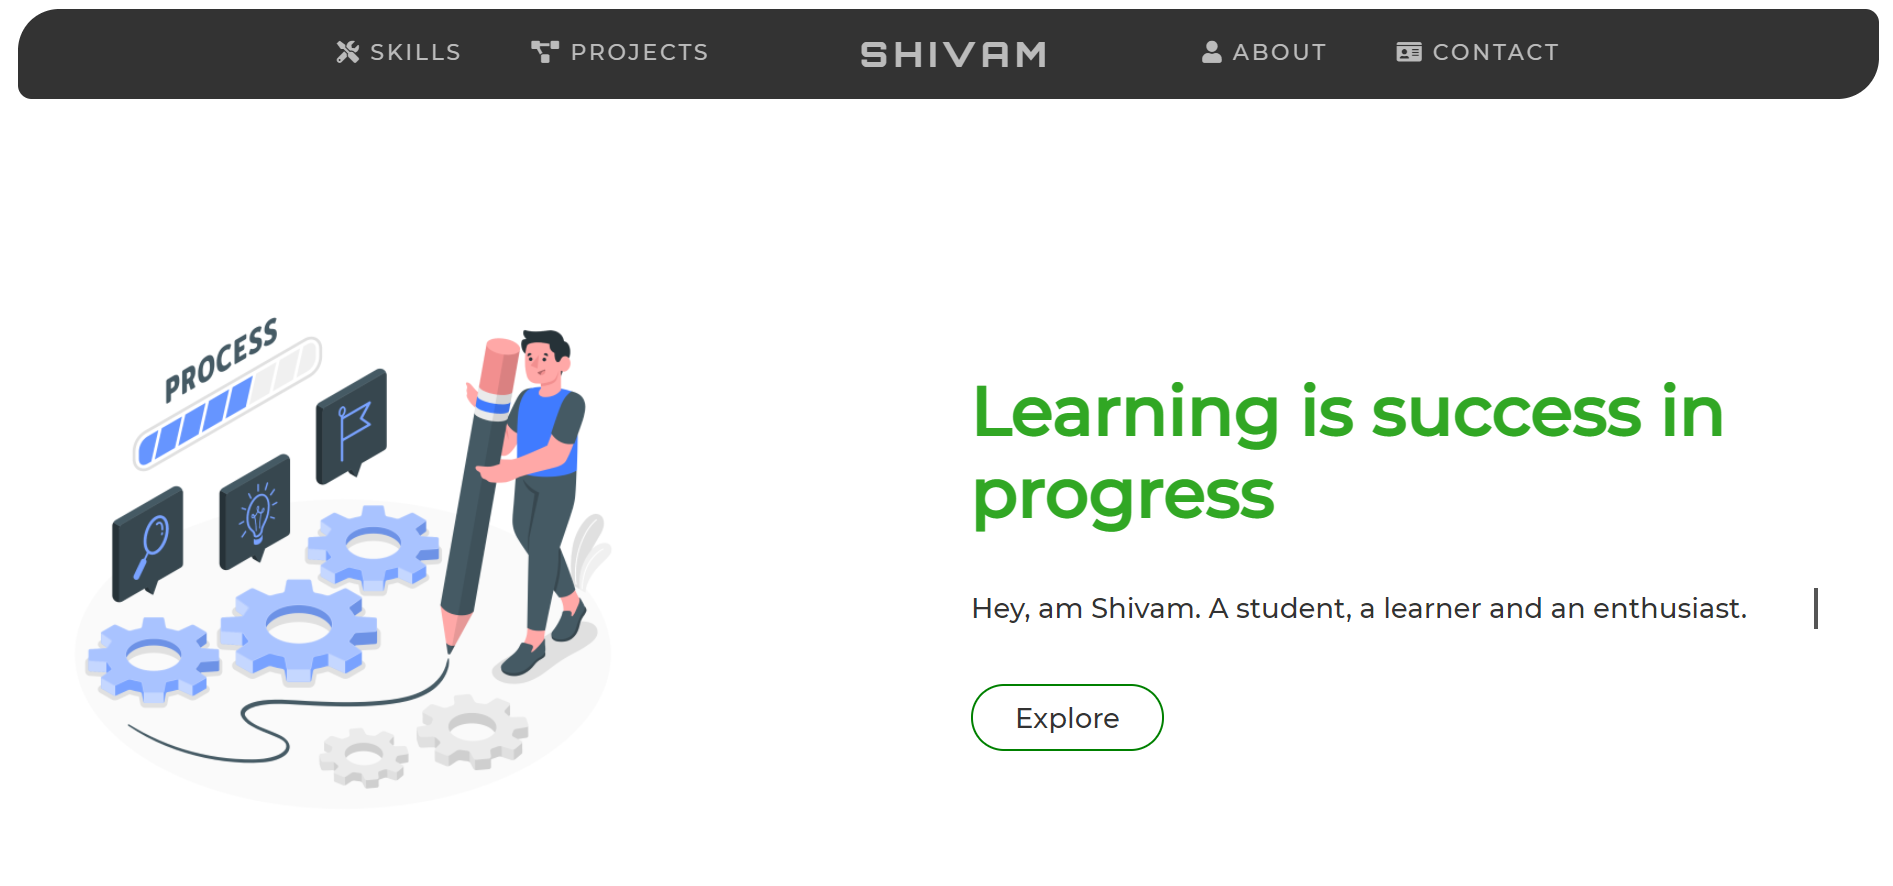 SKILLS PROJECTS SHIVAM ABOUT CONTACT
PROCESS
Learning is success in
progress
Hey, am Shivam. A student, a learner and an enthusiast.
Explore